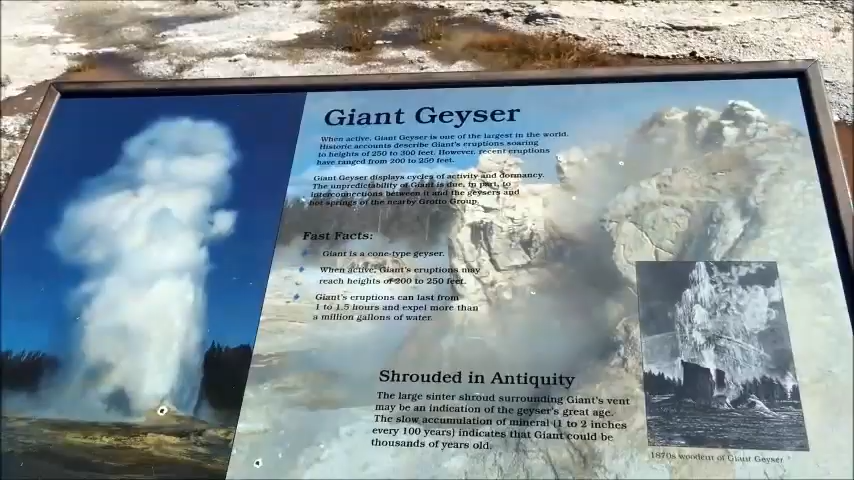 Giant Geyser
When active, Giant Geyser is one of the largest in the world.
Historic accounts describe Giant's eruptions soaring
to heights of 250 to 300 feet. However, recent eruptions
have ranged from 200 to 250 feet.
Giant Geyser displays cycles of activity and dormancy.
The unpredictability of Giant is due, in part, to
interconnections between it and the geysers and
hot springs of the nearby Grotto Group.
Fast Facts:
Giant is a cone-type geyser.
When active, Giant's eruptions may
reach heights of 200 to 250 feet.
Giant's eruptions can last from
1 to 1.5 hours and expel more than
a million gallons of water.
Shrouded in Antiquity
The large sinter shroud surrounding Giant's vent
may be an indication of the geyser's great age.
The slow accumulation of mineral (1 to 2 inches
every 100 years) indicates that Giant could be
thousands of years old.
1870s woodcut of Giant Geyser